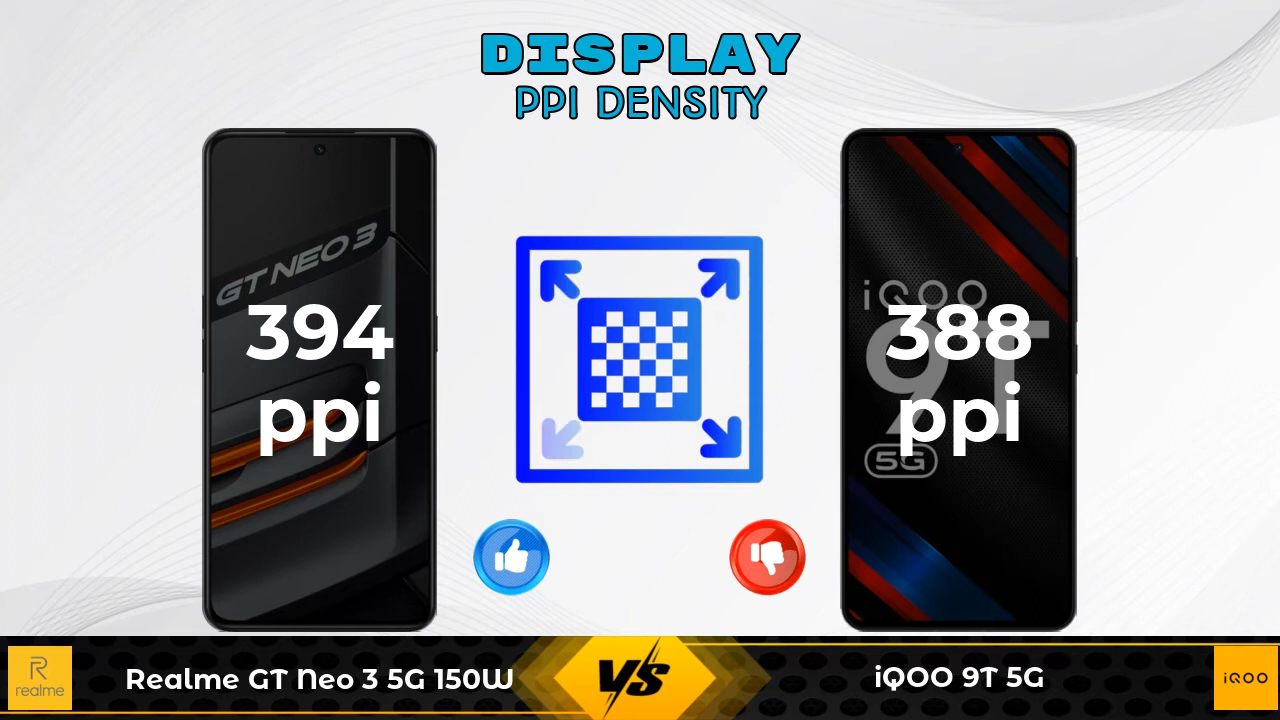 DISPLAY
PPI DENSITY
GT NEO 3
394
ppi
iQOO
9T
5G
388
ppi
realme
Realme GT Neo 3 5G 150W
VS
iQOO 9T 5G
iQOO